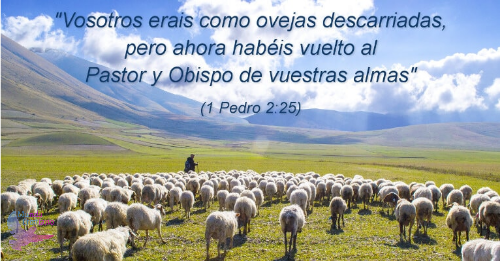 "Vosotros erais como ovejas descarriadas,
pero ahora habéis vuelto al
Pastor y Obispo de vuestras almas"
(1 Pedro 2:25)